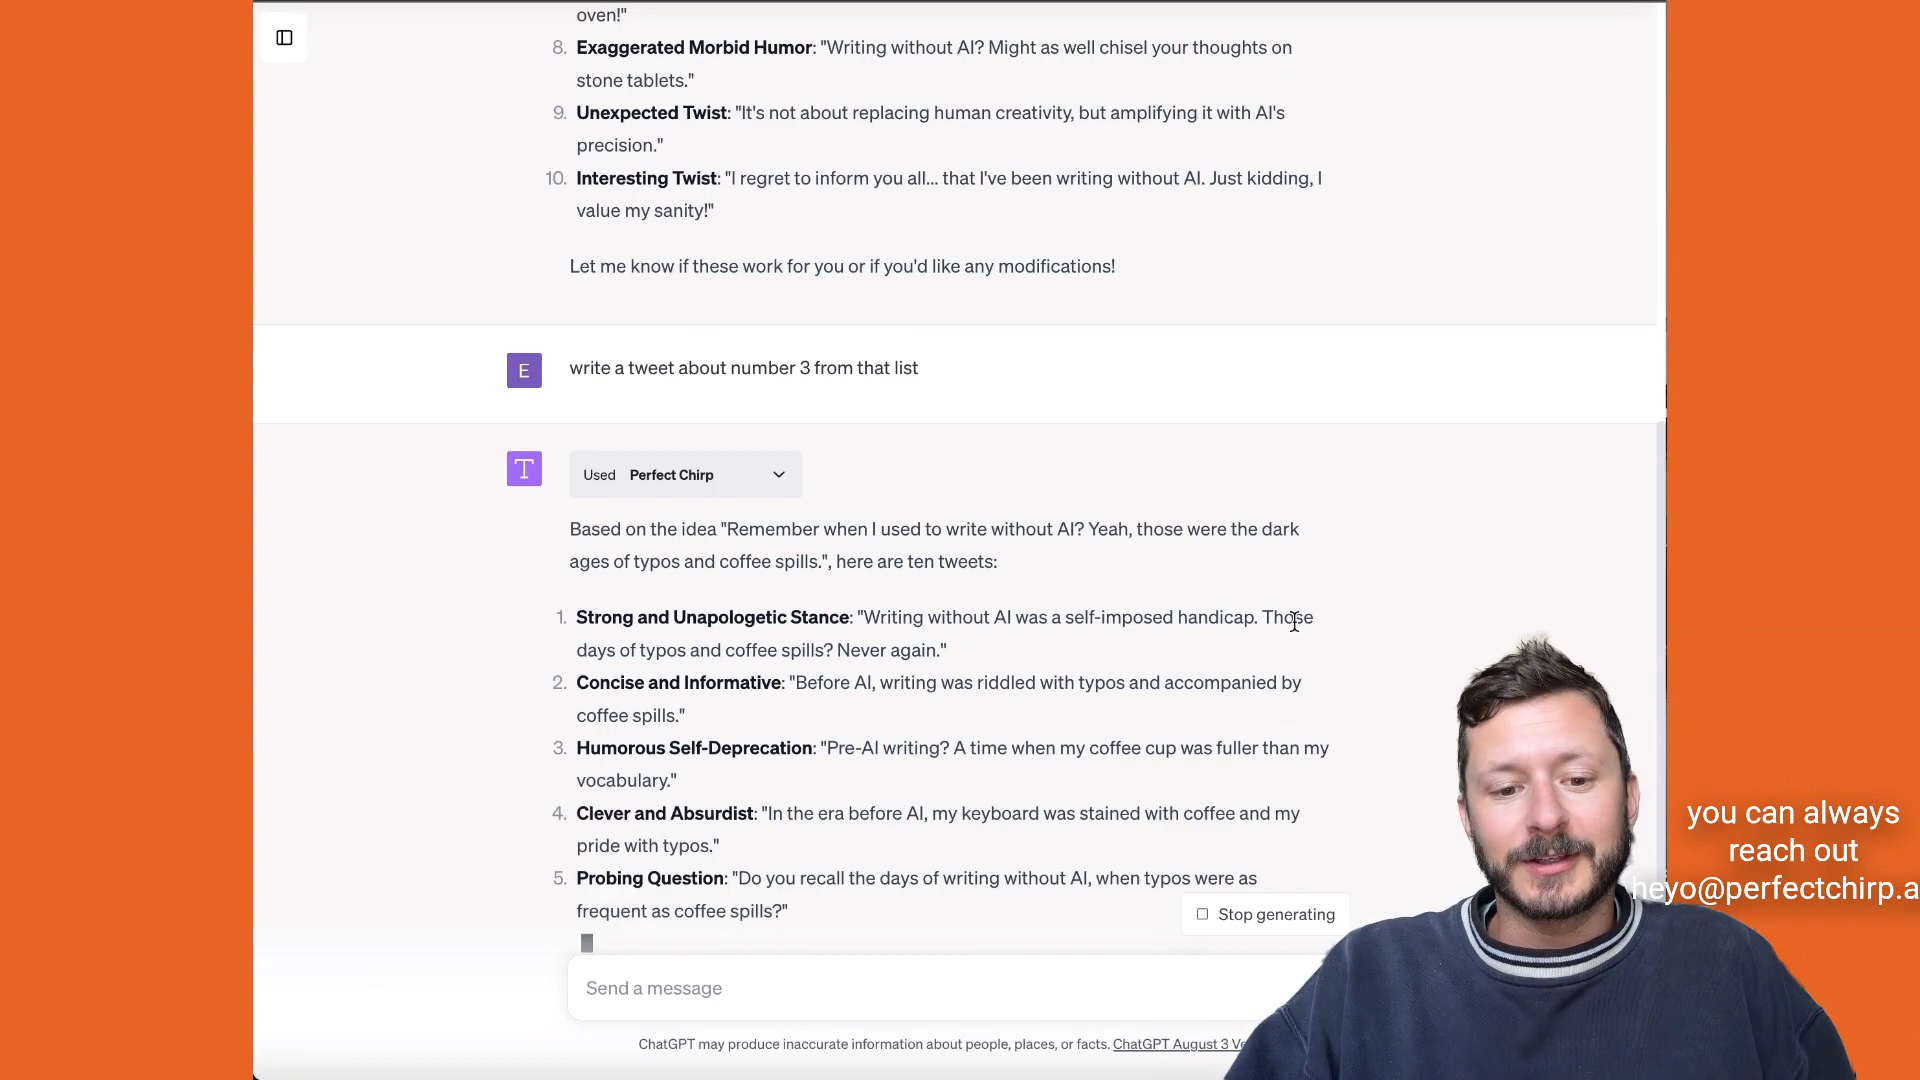 oven!"
8. Exaggerated Morbid Humor: "Writing without AI? Might as well chisel your thoughts on
stone tablets."
9. Unexpected Twist: "It's not about replacing human creativity, but amplifying it with AI's
precision."
10. Interesting Twist: "I regret to inform you all... that I've been writing without AI. Just kidding, I
value my sanity!"
Let me know if these work for you or if you'd like any modifications!
E
write a tweet about number 3 from that list
T
Used Perfect Chirp
Based on the idea "Remember when I used to write without AI? Yeah, those were the dark
ages of typos and coffee spills.", here are ten tweets:
1. Strong and Unapologetic Stance: "Writing without AI was a self-imposed handicap. Those
days of typos and coffee spills? Never again."
2. Concise and Informative: "Before AI, writing was riddled with typos and accompanied by
coffee spills."
3. Humorous Self-Deprecation: "Pre-AI writing? A time when my coffee cup was fuller than my
vocabulary."
4. Clever and Absurdist: "In the era before AI, my keyboard was stained with coffee and my
pride with typos."
5. Probing Question: "Do you recall the days of writing without AI, when typos were as
frequent as coffee spills?"
Stop generating
Send a message
ChatGPT may produce inaccurate information about people, places, or facts. ChatGPT August 3 Ve
you can always
reach out
heyo@perfectchirp.a